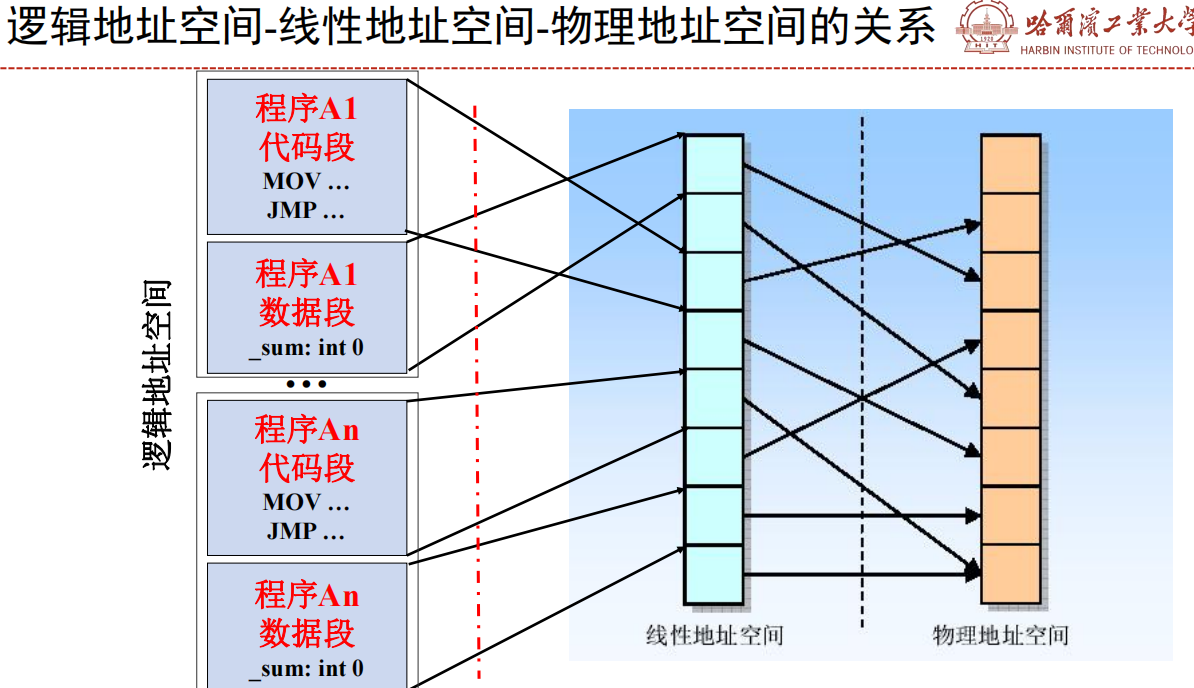 逻辑地址空间-线性地址空间-物理地址空间的关系
哈爾濱工業大学
HARBIN INSTITUTE OF TECHNOLO
1920
HIT
逻辑地址空间
程序A1
代码段
MOV …
JMP …
程序A1
数据段
_sum: int 0
•••
程序An
代码段
MOV …
JMP …
程序An
数据段
_sum: int 0
线性地址空间
物理地址空间